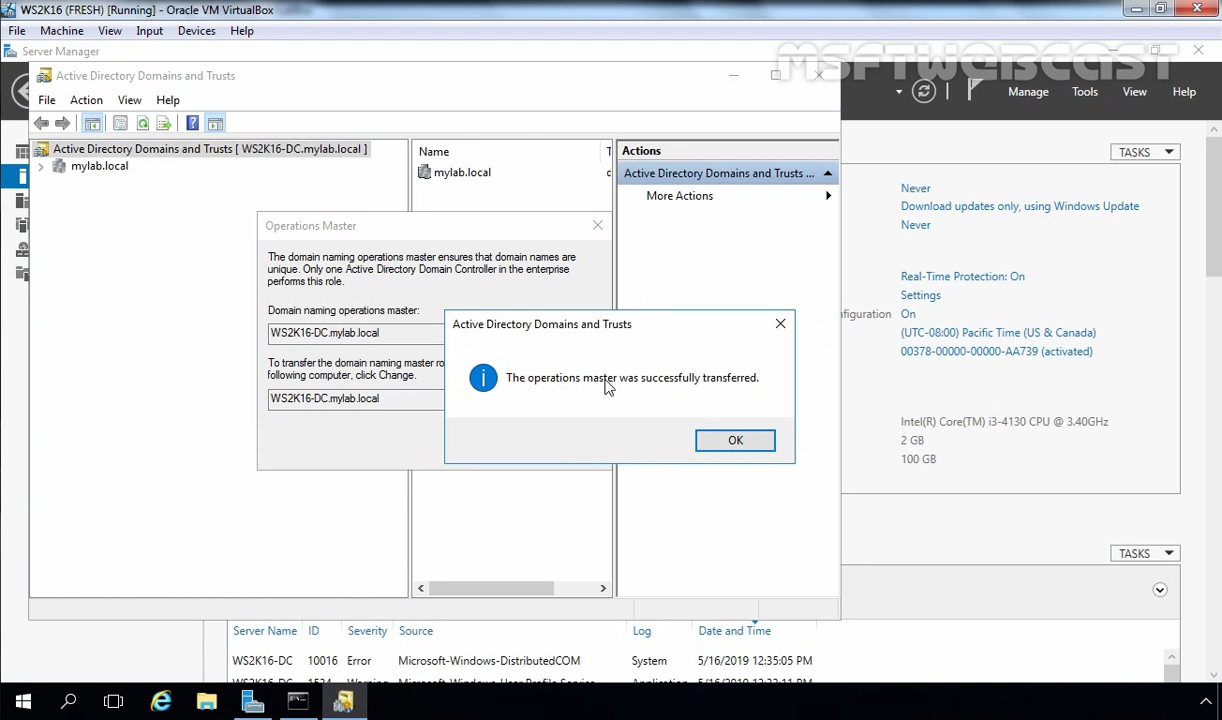 WS2K16 (FRESH) [Running] - Oracle VM VirtualBox
File Machine View Input Devices Help
Server Manager
MSFTWEBCAST
Active Directory Domains and Trusts
Manage Tools View Help
File Action View Help
Active Directory Domains and Trusts [ WS2K16-DC.mylab.local ]
mylab.local
Name
mylab.local
Actions
Active Directory Domains and Trusts ...
More Actions
TASKS
Never
Download updates only, using Windows Update
Never
Real-Time Protection: On
Settings
On
(UTC-08:00) Pacific Time (US & Canada)
00378-00000-00000-AA739 (activated)
Intel(R) Core(TM) i3-4130 CPU @ 3.40GHz
2 GB
100 GB
Operations Master
The domain naming operations master ensures that domain names are
unique. Only one Active Directory Domain Controller in the enterprise
performs this role.
Domain naming operations master:
WS2K16-DC.mylab.local
To transfer the domain naming master ro
following computer, click Change.
WS2K16-DC.mylab.local
Active Directory Domains and Trusts
The operations master was successfully transferred.
OK
TASKS
Server Name ID Severity Source Log Date and Time
WS2K16-DC 10016 Error Microsoft-Windows-DistributedCOM System 5/16/2019 12:35:05 PM